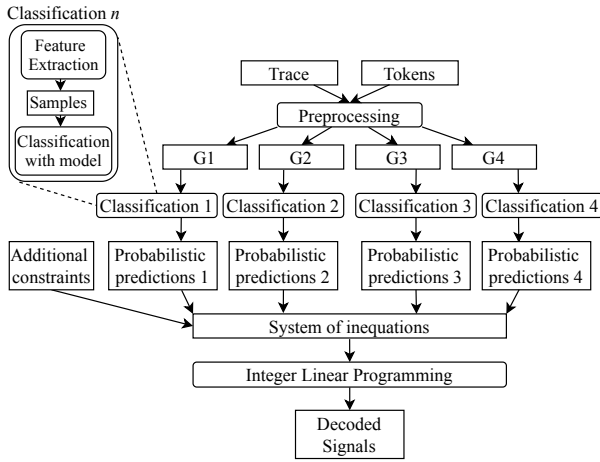 Classification n
Feature
Extraction
Samples
Classification
with model
Trace
Tokens
Preprocessing
G1
G2
G3
G4
Classification 1
Classification 2
Classification 3
Classification 4
Additional
constraints
Probabilistic
predictions 1
Probabilistic
predictions 2
Probabilistic
predictions 3
Probabilistic
predictions 4
System of inequations
Integer Linear Programming
Decoded
Signals